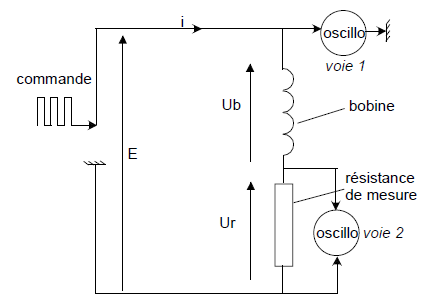 i
oscillo
voie 1
commande
Ub
bobine
E
résistance
de mesure
Ur
oscillo voie 2